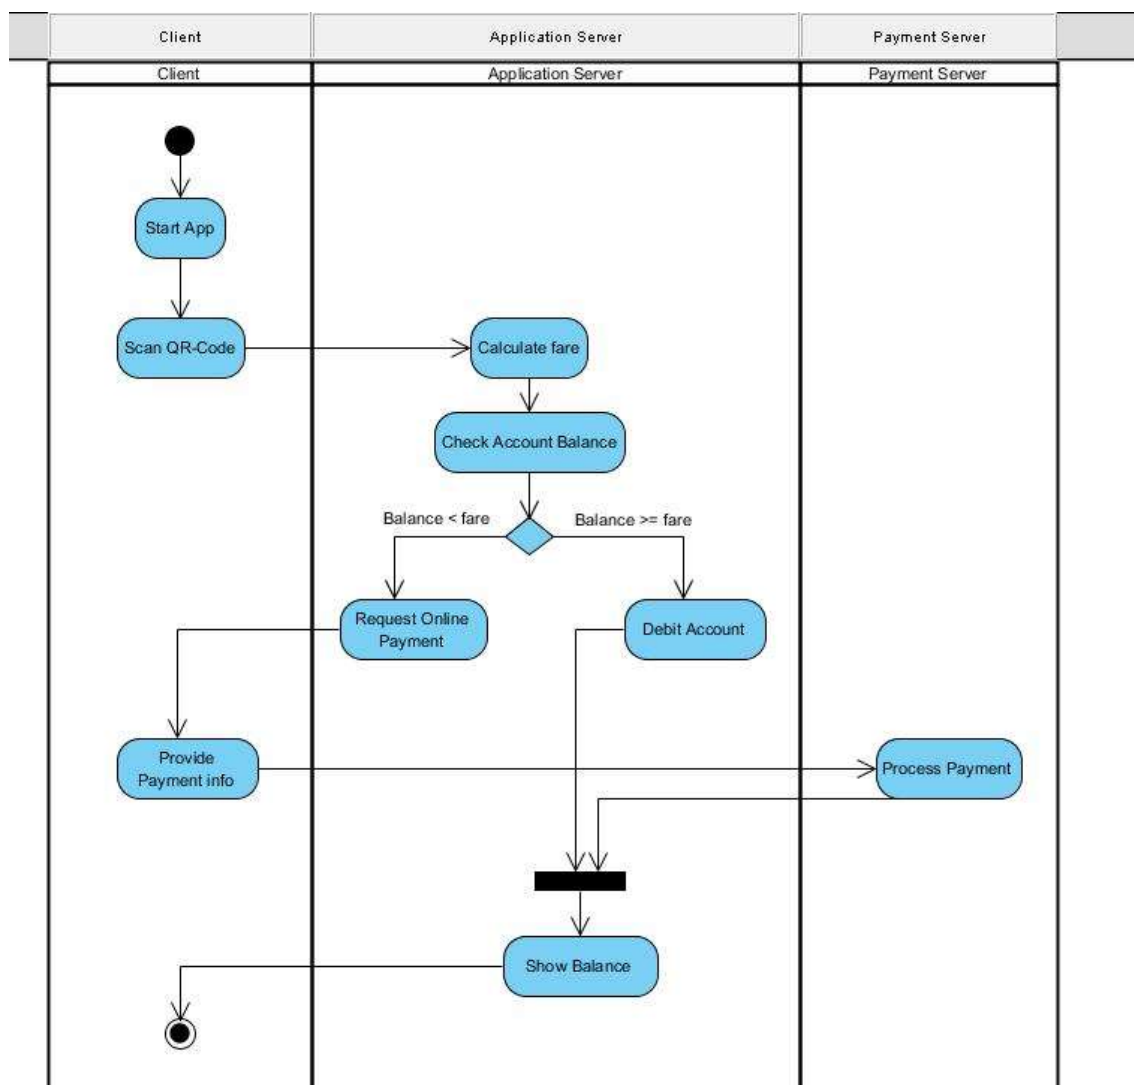 Client
Application Server
Payment Server
Client
Application Server
Payment Server
Start App
Scan QR-Code
Calculate fare
Check Account Balance
Balance < fare
Balance >= fare
Request Online
Payment
Debit Account
Provide
Payment info
Process Payment
Show Balance